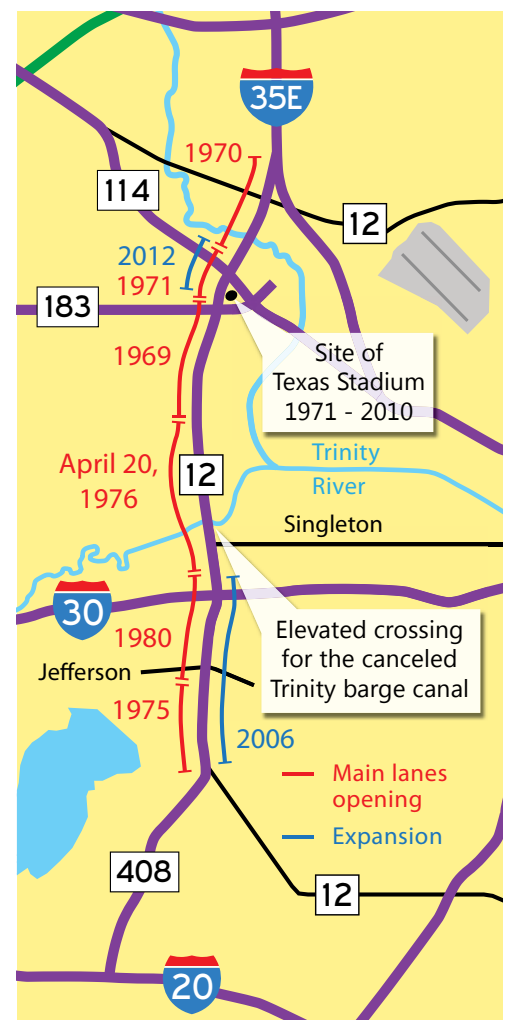 35E
1970
114
12
2012
1971
183
Site of
Texas Stadium
1971 - 2010
1969
Trinity
River
April 20,
1976
12
Singleton
30
Elevated crossing
for the canceled
Trinity barge canal
1980
Jefferson
1975
2006
Main lanes
opening
Expansion
408
12
20